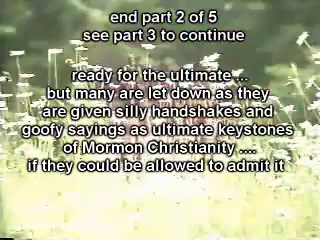 end part 2 of 5
see part 3 to continue
ready for the ultimate ...
but many are let down as they
are given silly handshakes and
goofy sayings as ultimate keystones
of Mormon Christianity ....
if they could be allowed to admit it